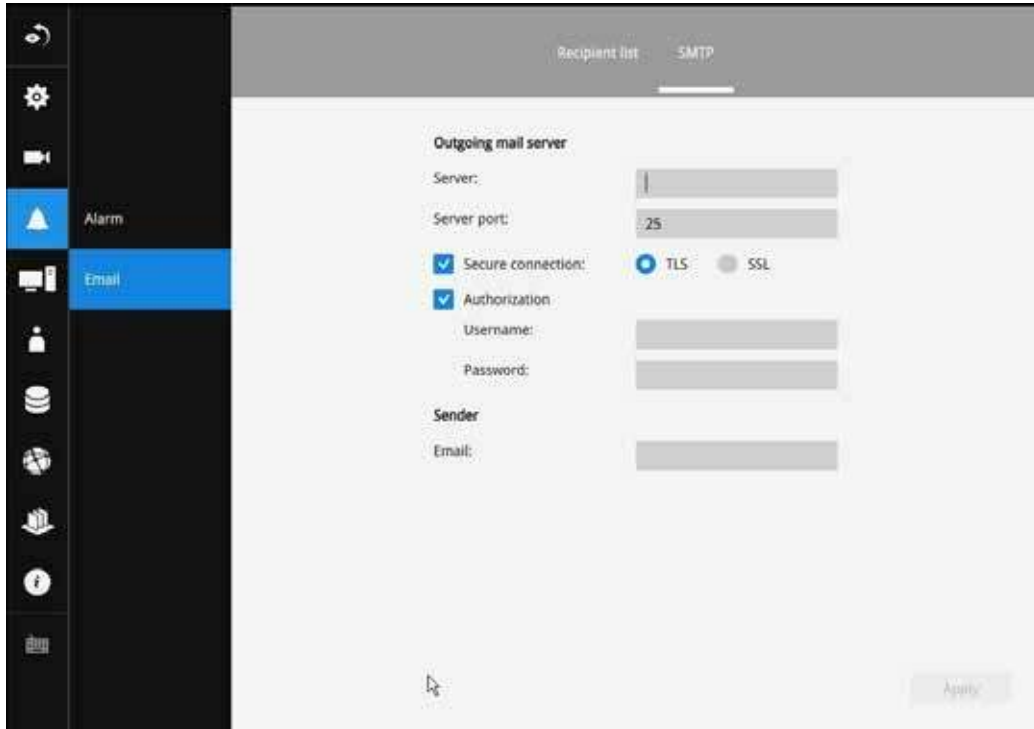 Recipient list SMTP
Outgoing mail server
Server:
Server port: 25
Secure connection: TLS SSL
Alarm
Authorization
Email
Username:
Password:
Sender
Email:
Apply